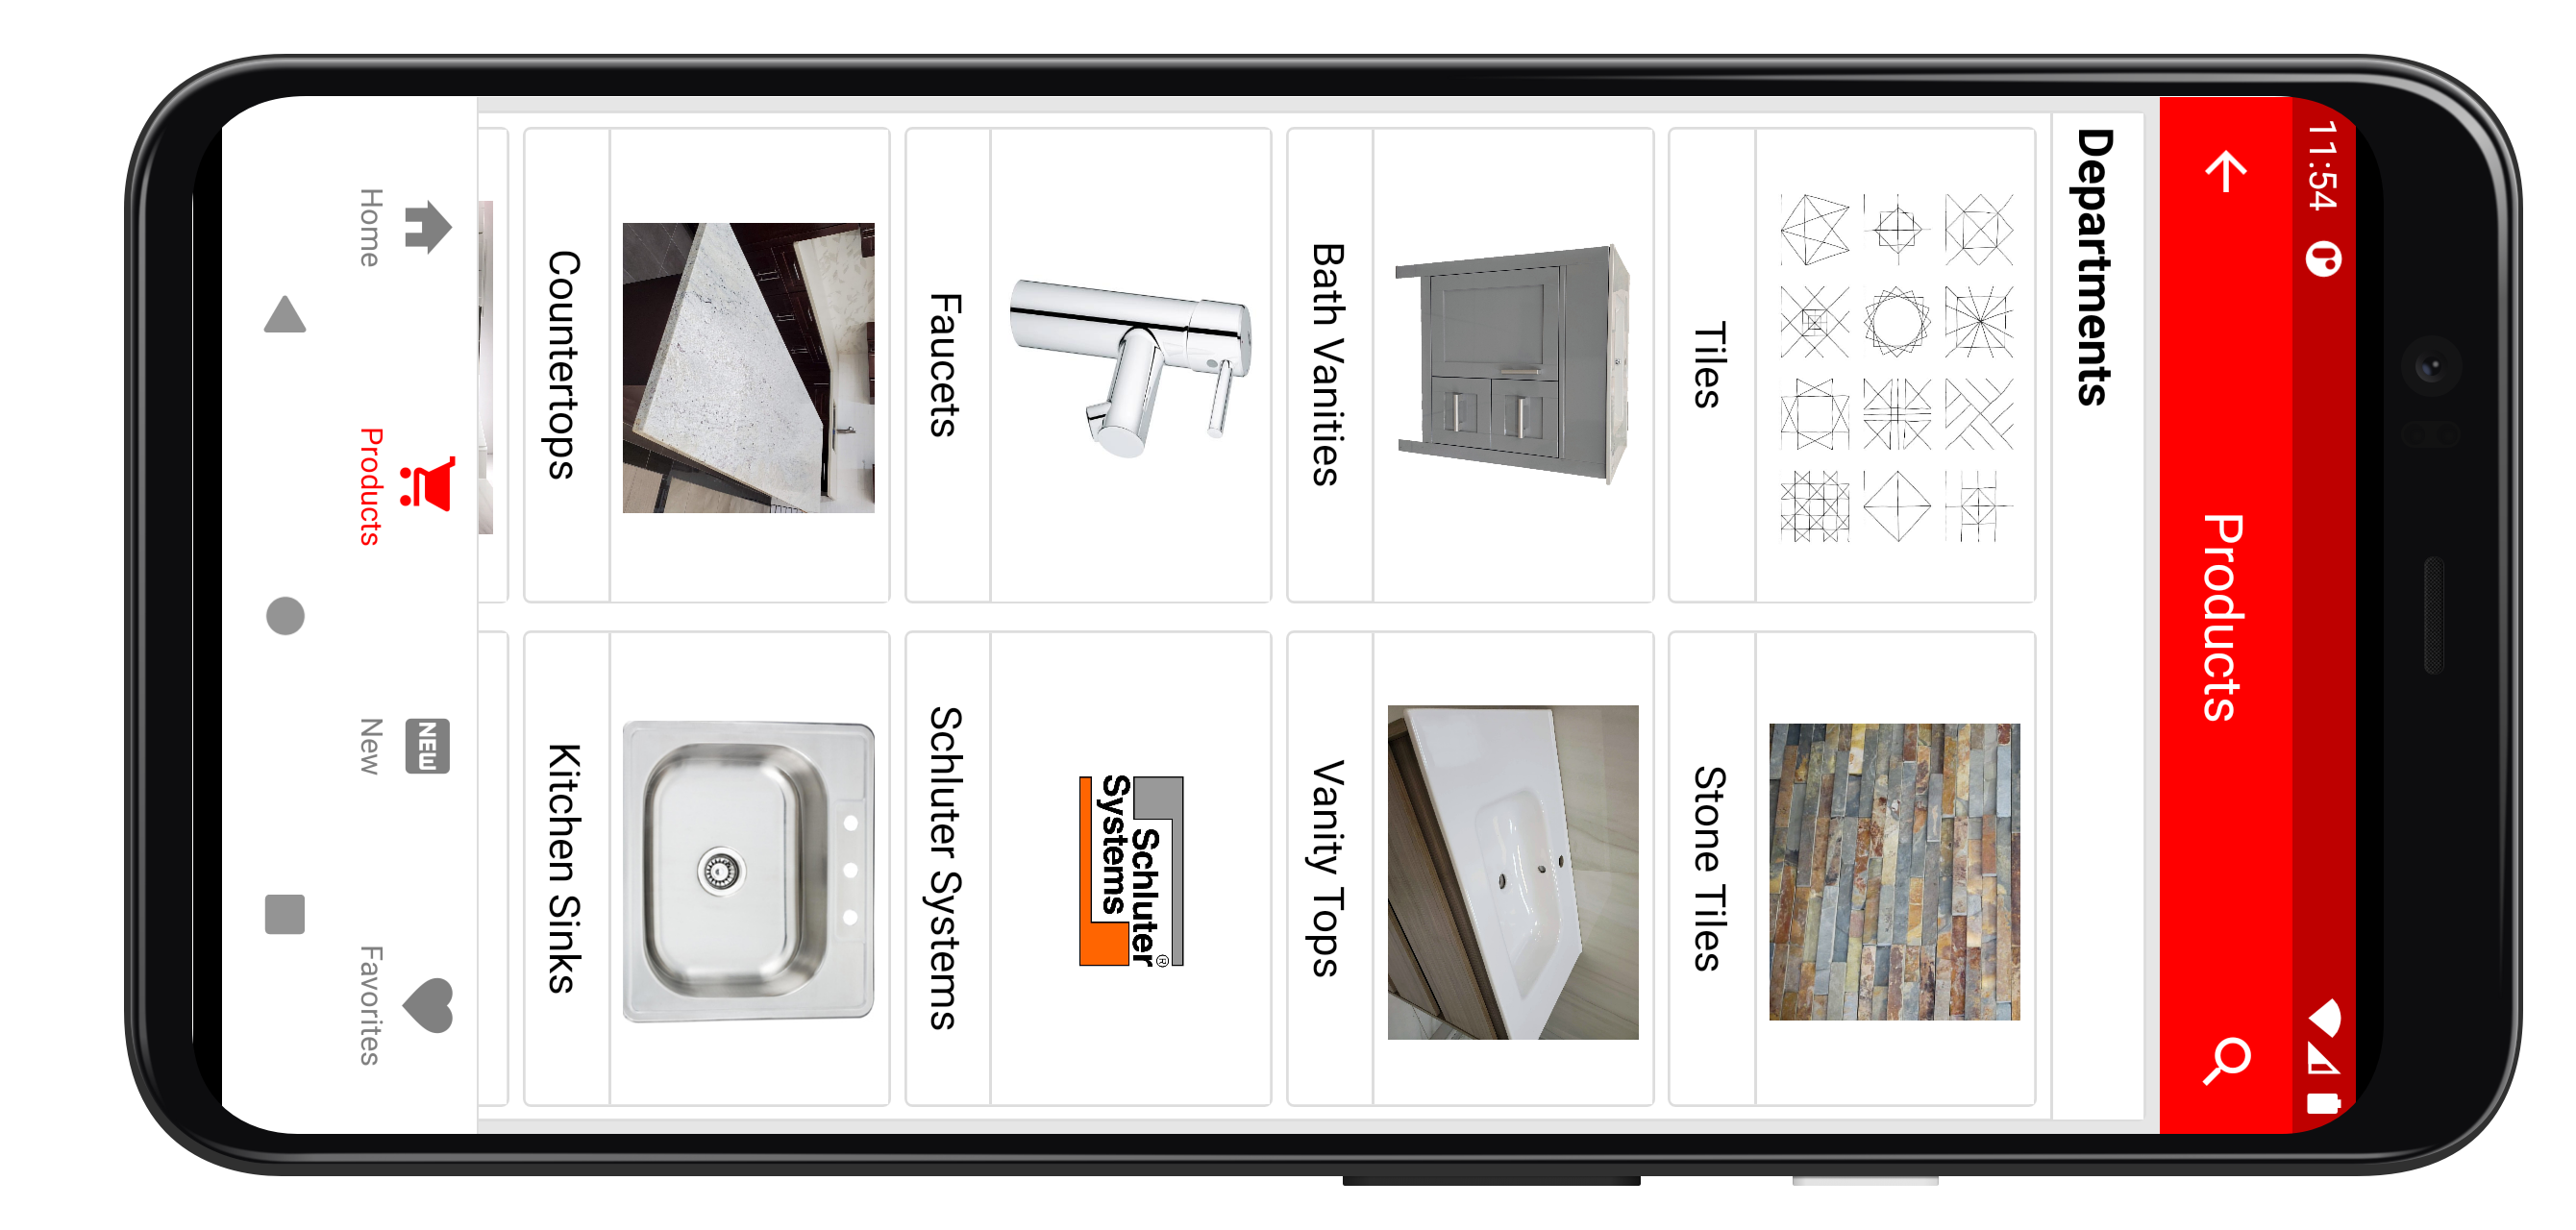 11:54
Products
Departments
Tiles
Stone Tiles
Bath Vanities
Vanity Tops
Schluter®
Systems
Faucets
Schluter Systems
Countertops
Kitchen Sinks
NEW
Home
Products
New
Favorites